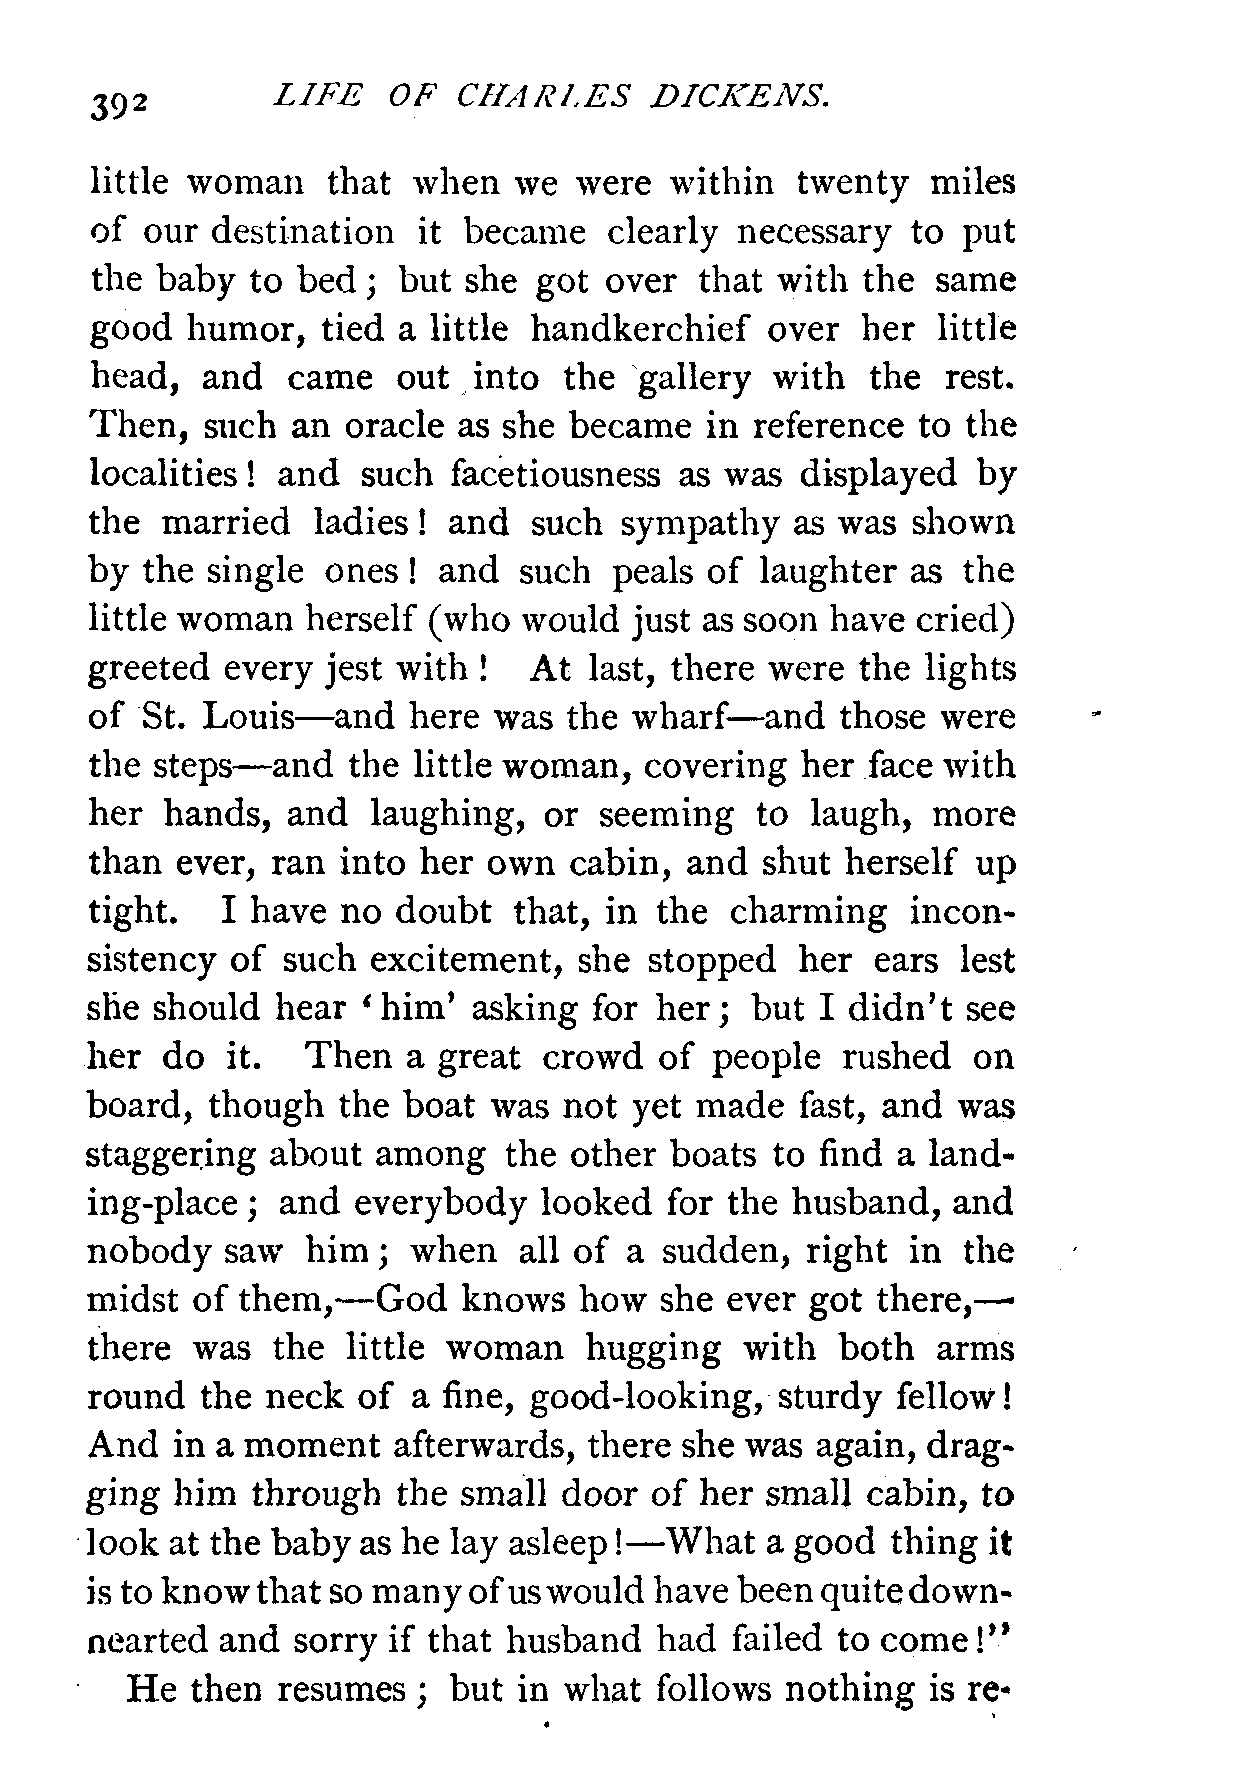 392 LIFE OF CHARLES DICKENS.
little woman that when we were within twenty miles
of our destination it became clearly necessary to put
the baby to bed ; but she got over that with the same
good humor, tied a little handkerchief over her little
head, and came out into the gallery with the rest.
Then, such an oracle as she became in reference to the
localities ! and such facetiousness as was displayed by
the married ladies ! and such sympathy as was shown
by the single ones ! and such peals of laughter as the
little woman herself (who would just as soon have cried)
greeted every jest with ! At last, there were the lights
of St. Louis—and here was the wharf—and those were
the steps—and the little woman, covering her face with
her hands, and laughing, or seeming to laugh, more
than ever, ran into her own cabin, and shut herself up
tight. I have no doubt that, in the charming incon-
sistency of such excitement, she stopped her ears lest
she should hear ‘ him’ asking for her ; but I didn’t see
her do it. Then a great crowd of people rushed on
board, though the boat was not yet made fast, and was
staggering about among the other boats to find a land-
ing-place ; and everybody looked for the husband, and
nobody saw him ; when all of a sudden, right in the
midst of them,—God knows how she ever got there,—
there was the little woman hugging with both arms
round the neck of a fine, good-looking, sturdy fellow !
And in a moment afterwards, there she was again, drag-
ging him through the small door of her small cabin, to
look at the baby as he lay asleep !—What a good thing it
is to know that so many of us would have been quite down-
nearted and sorry if that husband had failed to come !”
He then resumes ; but in what follows nothing is re-